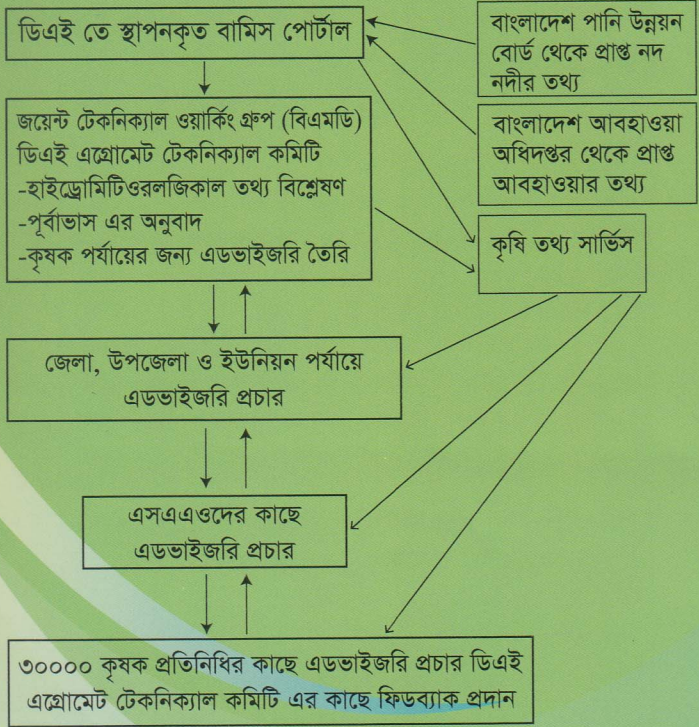 ডিএই তে স্থাপনকৃত বামিস পোর্টাল
বাংলাদেশ পানি উন্নয়ন
বোর্ড থেকে প্রাপ্ত নদ
নদীর তথ্য
জয়েন্ট টেকনিক্যাল ওয়ার্কিং গ্রুপ (বিএমডি)
ডিএই এগ্রোমেট টেকনিক্যাল কমিটি
-হাইড্রোমিটিওরলজিকাল তথ্য বিশ্লেষণ
-পূর্বাভাস এর অনুবাদ
-কৃষক পর্যায়ের জন্য এডভাইজরি তৈরি
বাংলাদেশ আবহাওয়া
অধিদপ্তর থেকে প্রাপ্ত
আবহাওয়ার তথ্য
কৃষি তথ্য সার্ভিস
জেলা, উপজেলা ও ইউনিয়ন পর্যায়ে
এডভাইজরি প্রচার
এসএএওদের কাছে
এডভাইজরি প্রচার
৩০০০০ কৃষক প্রতিনিধির কাছে এডভাইজরি প্রচার ডিএই
এগ্রোমেট টেকনিক্যাল কমিটি এর কাছে ফিডব্যাক প্রদান